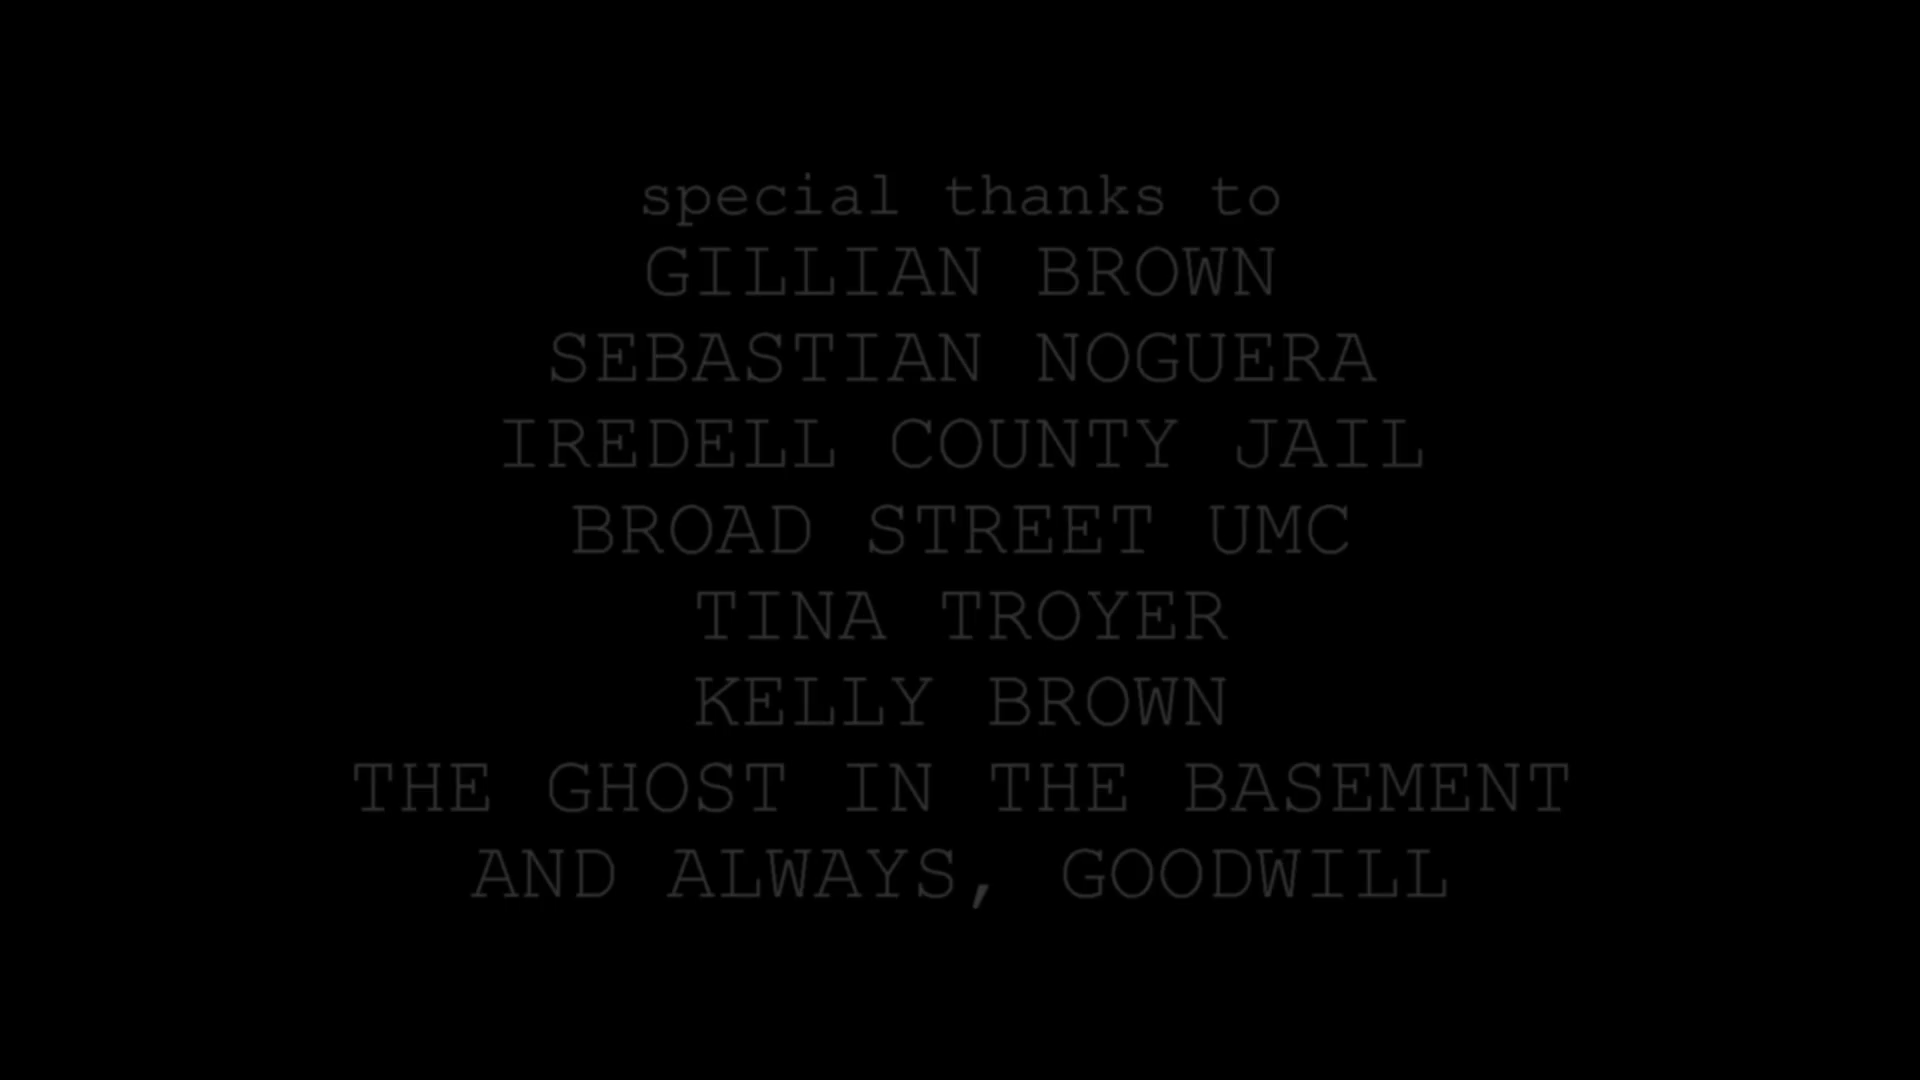 special thanks to
GILLIAN BROWN
SEBASTIAN NOGUERA
IREDELL COUNTY JAIL
BROAD STREET UMC
TINA TROYER
KELLY BROWN
THE GHOST IN THE BASEMENT
AND ALWAYS, GOODWILL